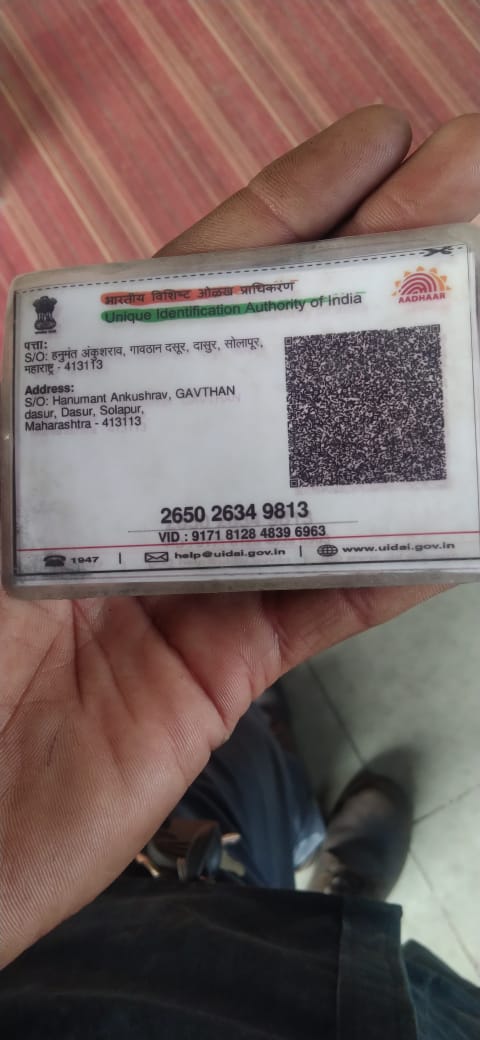 भारतीय विशिष्ट ओळख प्राधिकरण
Unique Identification Authority of India
AADHAAR
पत्ता:
S/O: हनुमंत अंकुशराव, गावठान दसूर, दासुर, सोलापूर,
महाराष्ट्र - 413113
Address:
S/O: Hanumant Ankushrav, GAVTHAN
dasur, Dasur, Solapur,
Maharashtra - 413113
2650 2634 9813
VID : 9171 8128 4839 6963
1947 | help@uidai.gov.in | www.uidai.gov.in